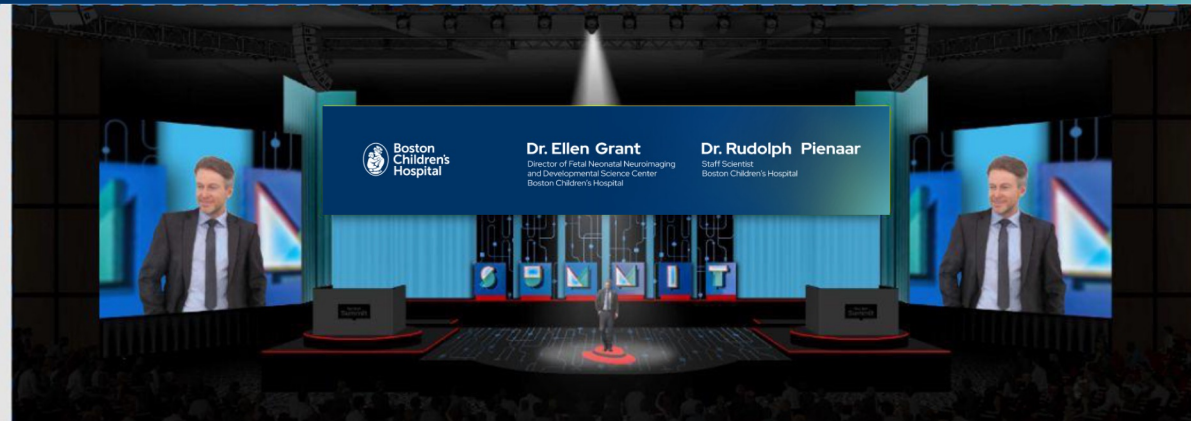 Boston
Children's
Hospital
Dr. Ellen Grant
Director of Fetal Neonatal Neuroimaging
and Developmental Science Center
Boston Children's Hospital
Dr. Rudolph Pienaar
Staff Scientist
Boston Children's Hospital
SUMMIT